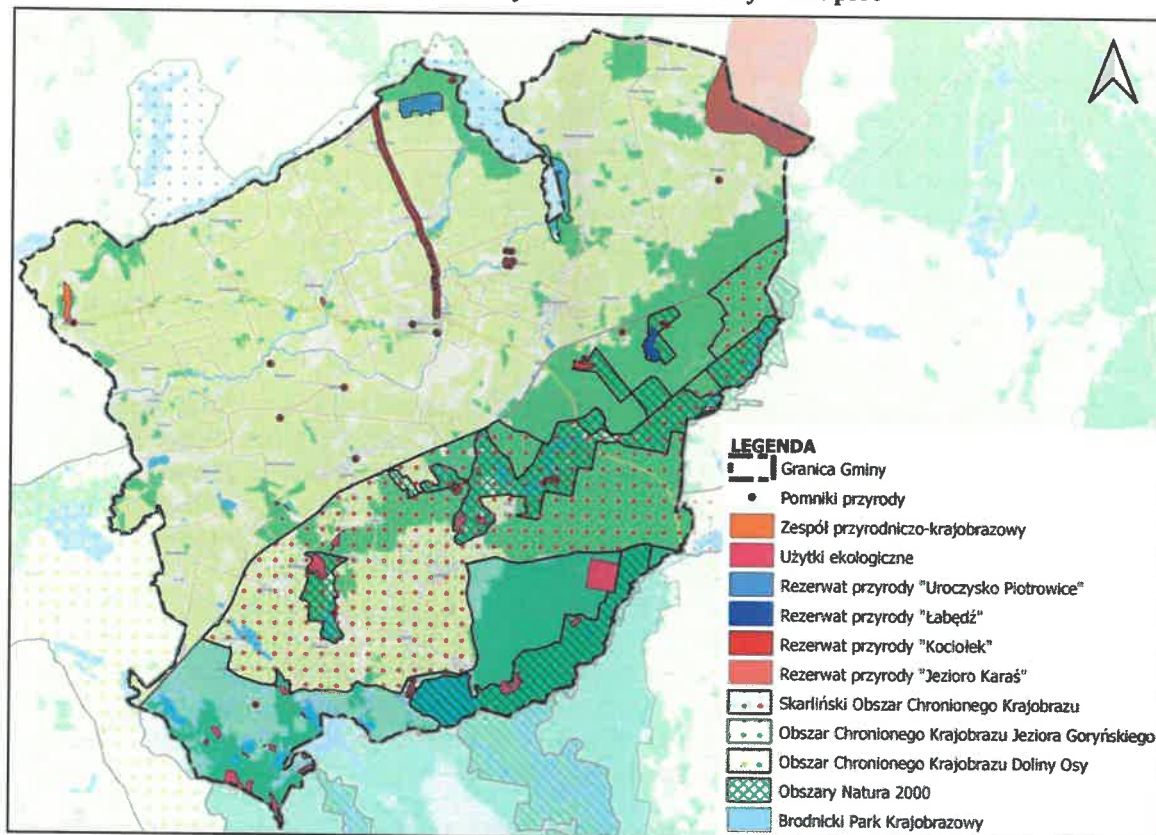 LEGENDA
Granica Gminy
Pomniki przyrody
Zespół przyrodniczo-krajobrazowy
Użytki ekologiczne
Rezerwat przyrody "Uroczysko Piotrowice"
Rezerwat przyrody "Łabędź"
Rezerwat przyrody "Kociołek"
Rezerwat przyrody "Jezioro Karaś"
Skarliński Obszar Chronionego Krajobrazu
Obszar Chronionego Krajobrazu Jeziora Goryńskiego
Obszar Chronionego Krajobrazu Doliny Osy
Obszary Natura 2000
Brodnicki Park Krajobrazowy